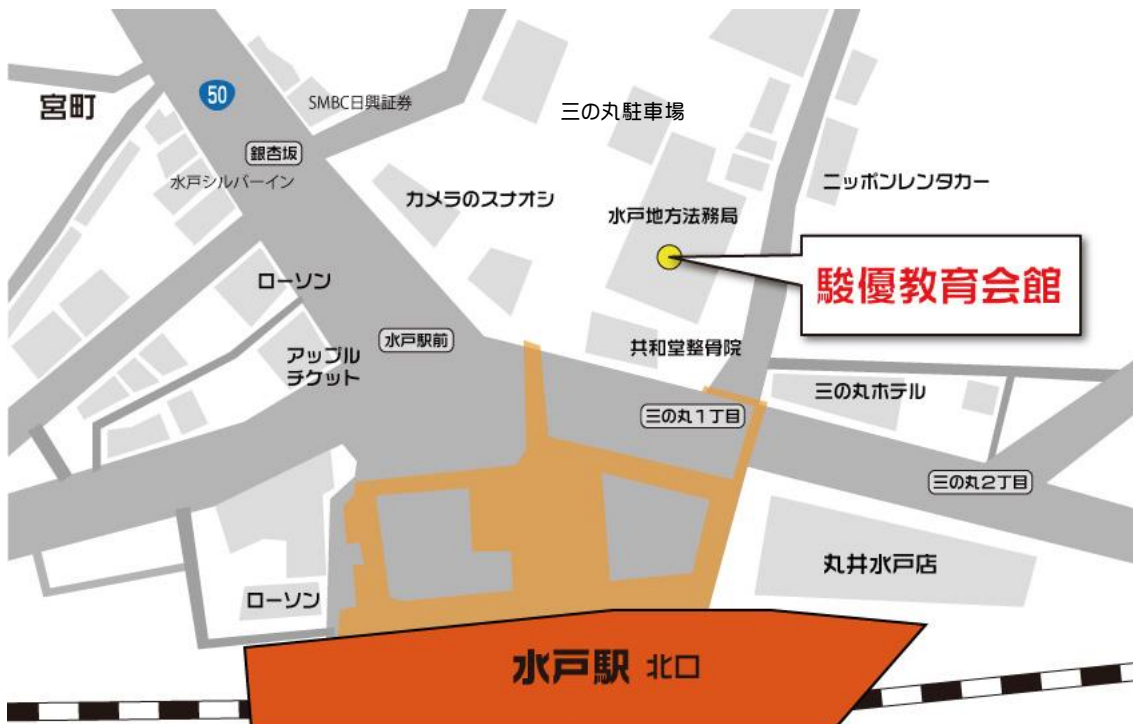 50
SMBC日興証券
宮町
三の丸駐車場
銀杏坂
水戸シルバーイン
カメラのスナオシ
ニッポンレンタカー
水戸地方法務局
ローソン
駿優教育会館
水戸駅前
アップル
チケット
共和堂整骨院
三の丸ホテル
三の丸1丁目
三の丸2丁目
丸井水戸店
ローソン
水戸駅 北口